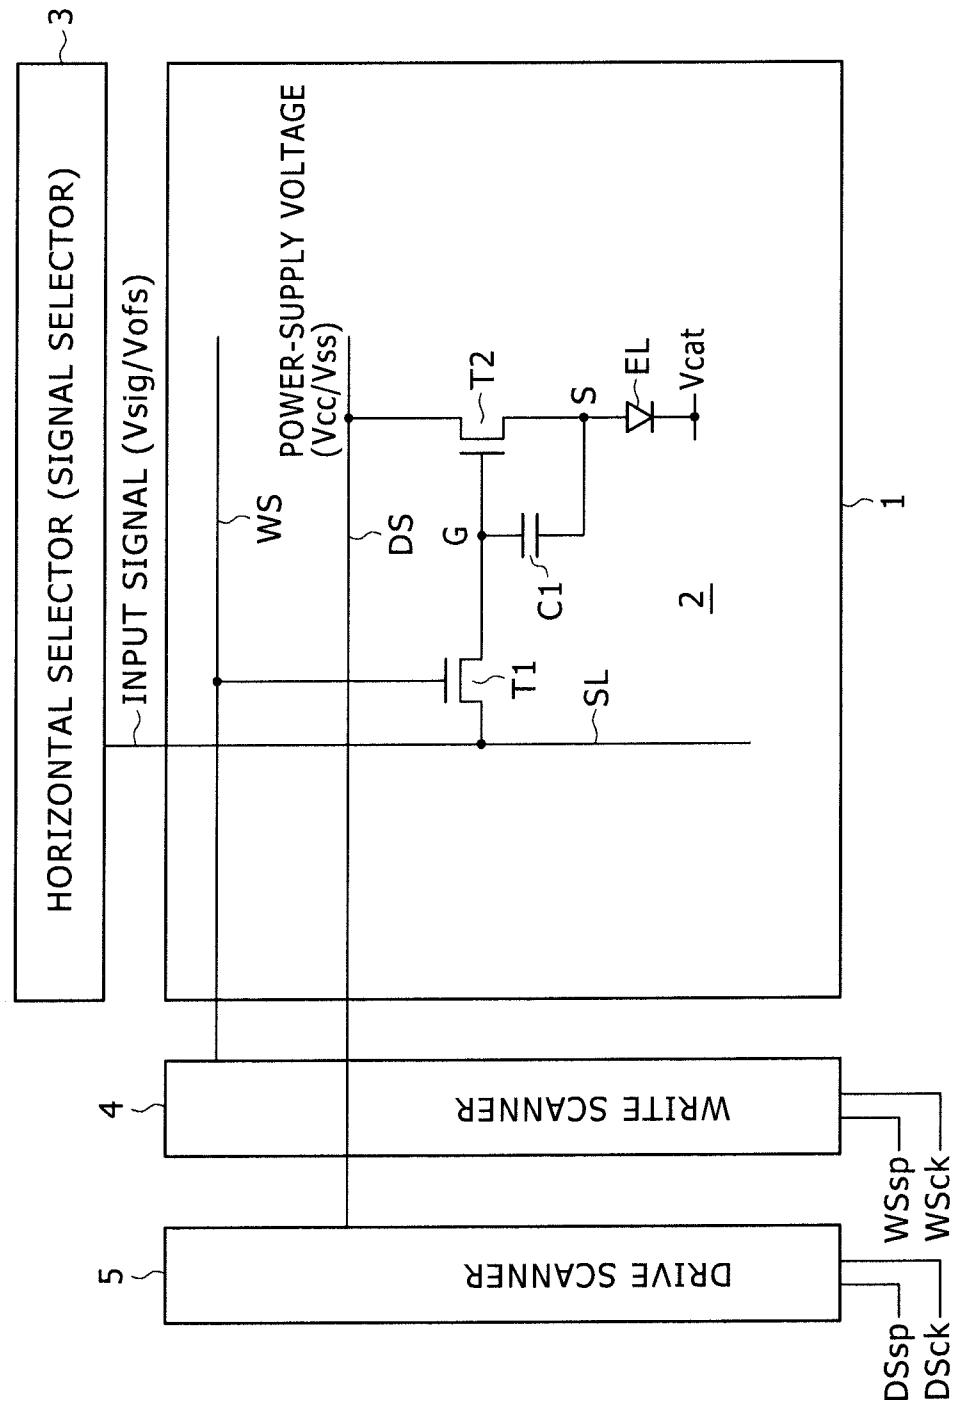 3
HORIZONTAL SELECTOR (SIGNAL SELECTOR)
INPUT SIGNAL (Vsig/Vofs)
5
4
WS
POWER-SUPPLY VOLTAGE
(Vcc/Vss)
DS
G
T2
T1
C1
S
EL
SL
Vcat
2
1
DRIVE SCANNER
WRITE SCANNER
DSsp
DSck
WSsp
WSck